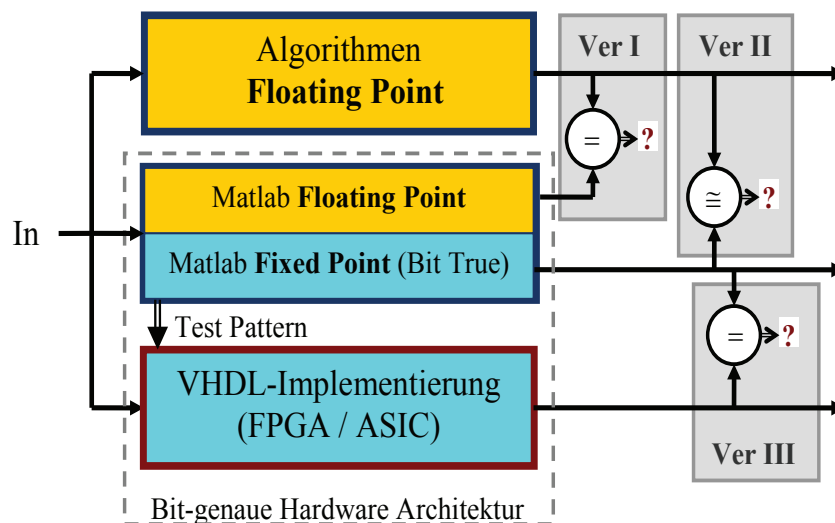 Algorithmen
Floating Point
Ver I
Ver II
=
?
Matlab Floating Point
≅
?
In
Matlab Fixed Point (Bit True)
Test Pattern
=
?
VHDL-Implementierung
(FPGA / ASIC)
Ver III
Bit-genaue Hardware Architektur